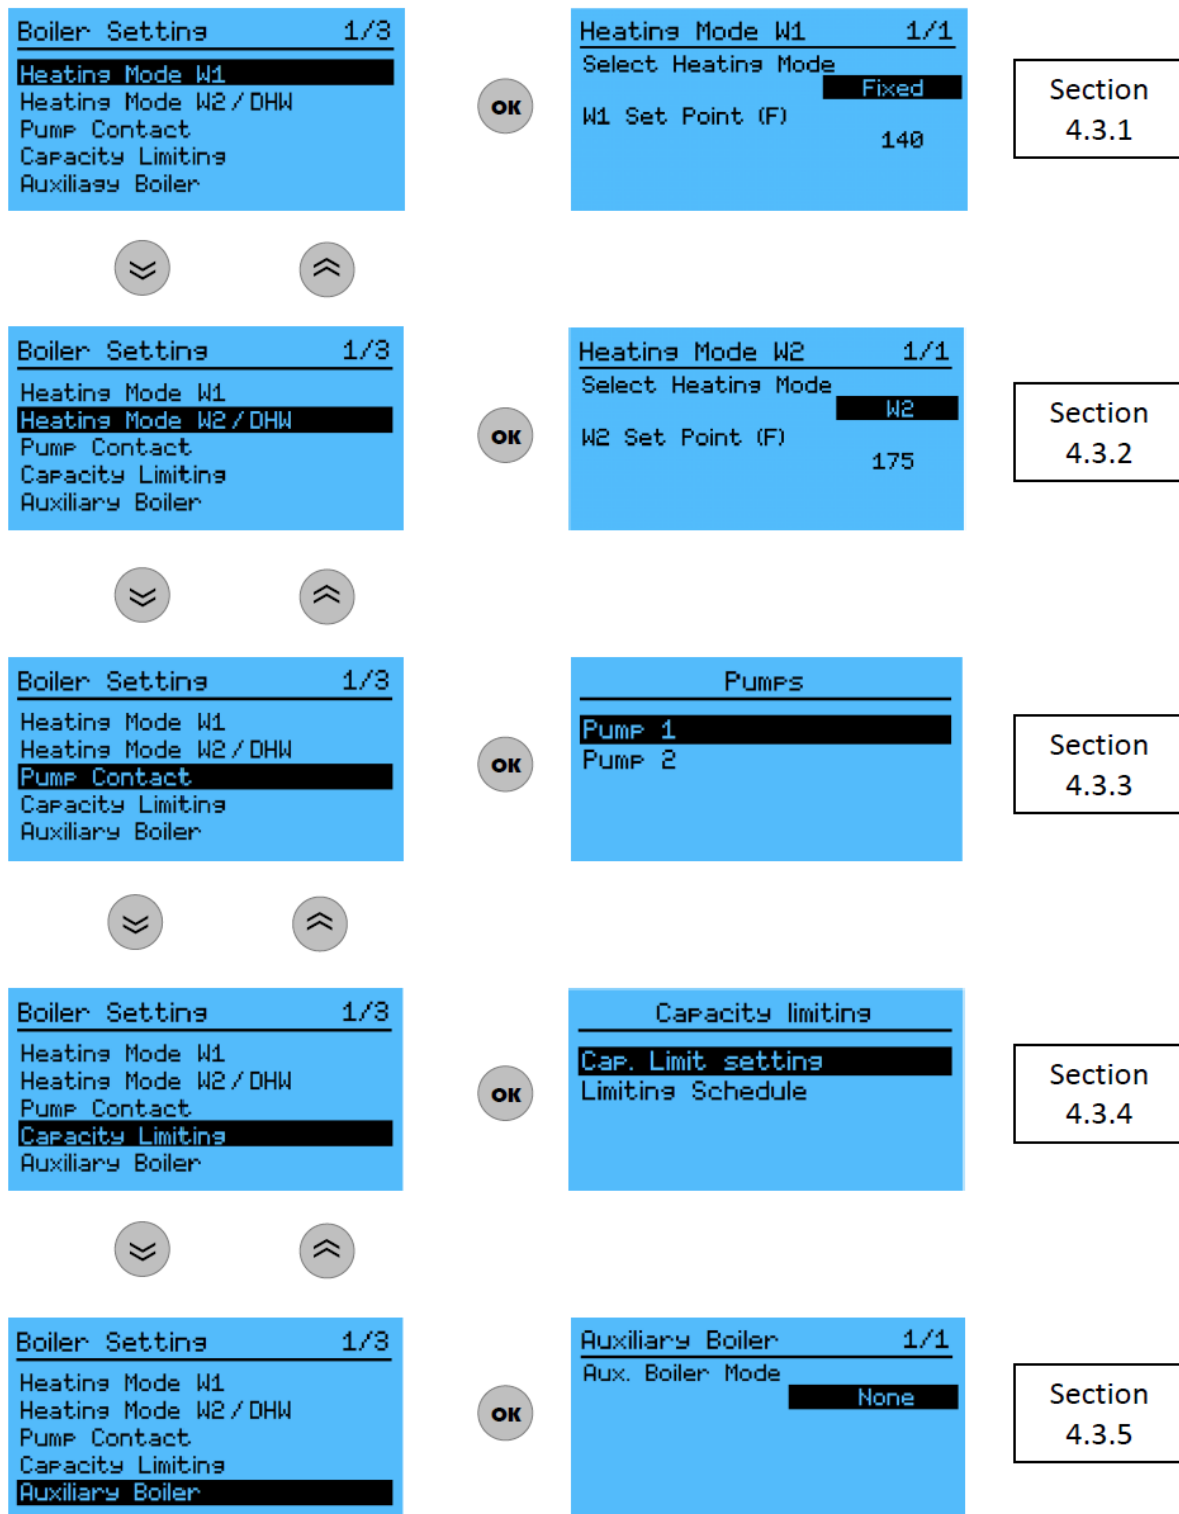 Boiler Setting 1/3
Heating Mode W1
Heating Mode W2/DHW
Pump Contact
Capacity Limiting
Auxiliagy Boiler
OK
Heating Mode W1 1/1
Select Heating Mode
Fixed
W1 Set Point (F)
140
Section
4.3.1
Boiler Setting 1/3
Heating Mode W1
Heating Mode W2/DHW
Pump Contact
Capacity Limiting
Auxiliary Boiler
OK
Heating Mode W2 1/1
Select Heating Mode
W2
W2 Set Point (F)
175
Section
4.3.2
Boiler Setting 1/3
Heating Mode W1
Heating Mode W2/DHW
Pump Contact
Capacity Limiting
Auxiliary Boiler
OK
Pumps
Pump 1
Pump 2
Section
4.3.3
Boiler Setting 1/3
Heating Mode W1
Heating Mode W2/DHW
Pump Contact
Capacity Limiting
Auxiliary Boiler
OK
Capacity limiting
Cap. Limit setting
Limiting Schedule
Section
4.3.4
Boiler Setting 1/3
Heating Mode W1
Heating Mode W2/DHW
Pump Contact
Capacity Limiting
Auxiliary Boiler
OK
Auxiliary Boiler 1/1
Aux. Boiler Mode
None
Section
4.3.5